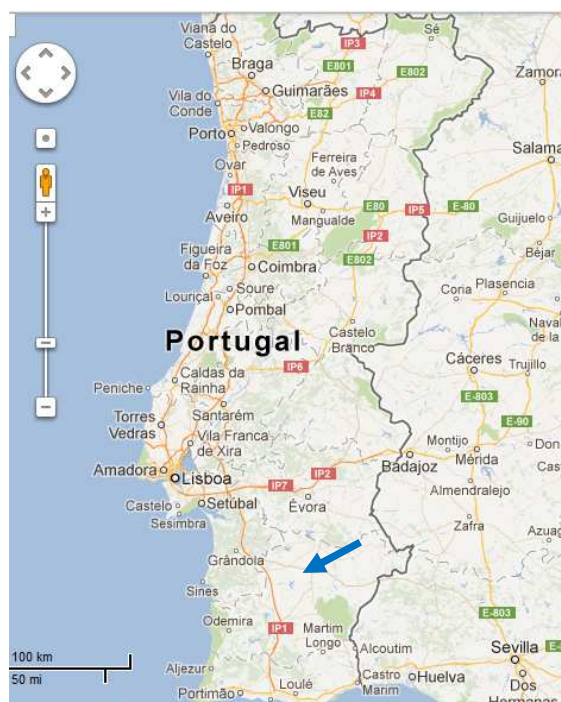 Viana do
Castelo
IP3
Sé
Braga
E801
E802
Zamora
Guimarães
IP4
Vila do
Conde
E82
Porto
Valongo
Pedroso
Salama
Ovar
Ferreira
de Aves
IP1
Viseu
E80
IP5
E-80
Aveiro
Mangualde
Guijuelo
IP2
Figueira
da Foz
E801
E802
Béjar
Coimbra
Soure
Louriçal
Coria
Plasencia
Pombal
Portugal
Castelo
Branco
Naval
de la
IP6
Cáceres
Trujillo
Caldas da
Rainha
Peniche
E-803
Santarém
E-90
Torres
Vedras
Vila Franca
de Xira
Montijo
Don
Amadora
IP2
Badajoz
Mérida
Cast
Lisboa
IP7
Almendralejo
Castelo
Setúbal
Évora
Sesimbra
Zafra
Azuag
Grândola
Sines
E-803
Odemira
IP1
Martim
Longo
Alcoutim
Sevilla
100 km
50 mi
Aljezur
Castro
Marim
Huelva
Portimão
Loulé
Dos
Hermanas